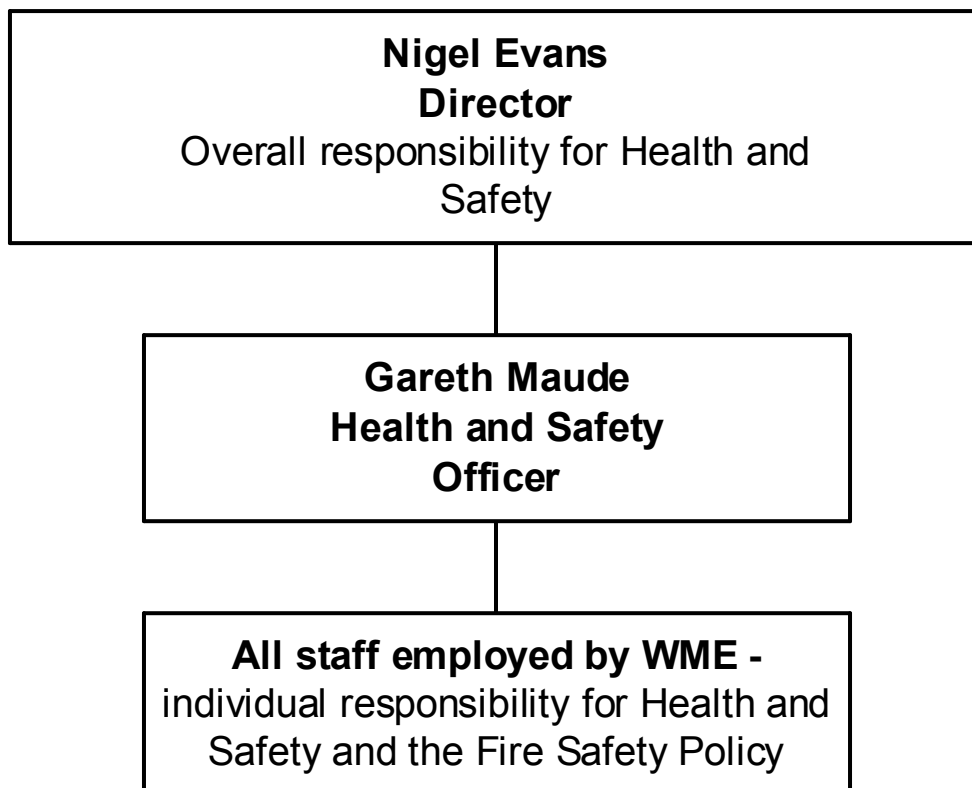 Nigel Evans
Director
Overall responsibility for Health and
Safety
Gareth Maude
Health and Safety
Officer
All staff employed by WME -
individual responsibility for Health and
Safety and the Fire Safety Policy